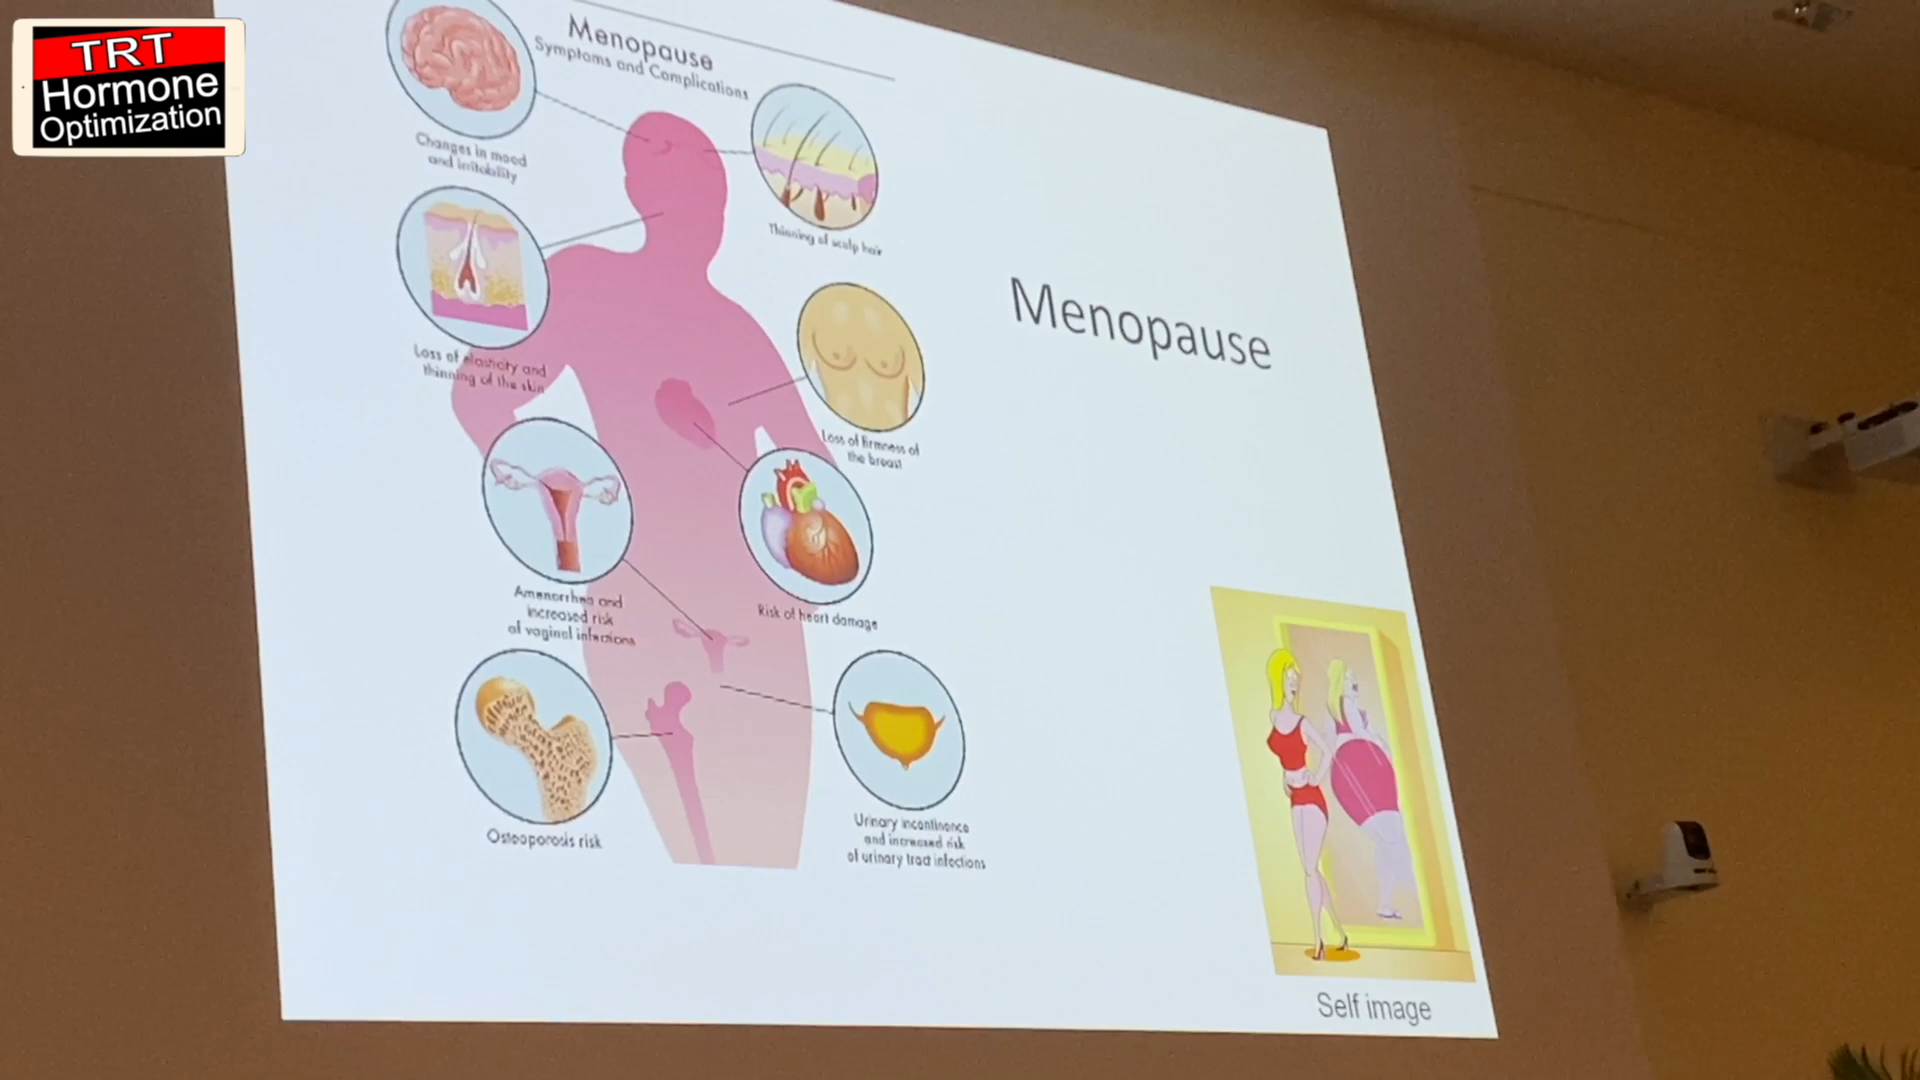 TRT
Hormone
Optimization
Menopause
Symptoms and Complications
Changes in mood
and irritability
Thinning of scalp hair
Loss of elasticity and
thinning of the skin
Loss of firmness of
the breast
Menopause
Amenorrhea and
increased risk
of vaginal infections
Risk of heart damage
Osteoporosis risk
Urinary incontinence
and increased risk
of urinary tract infections
Self image